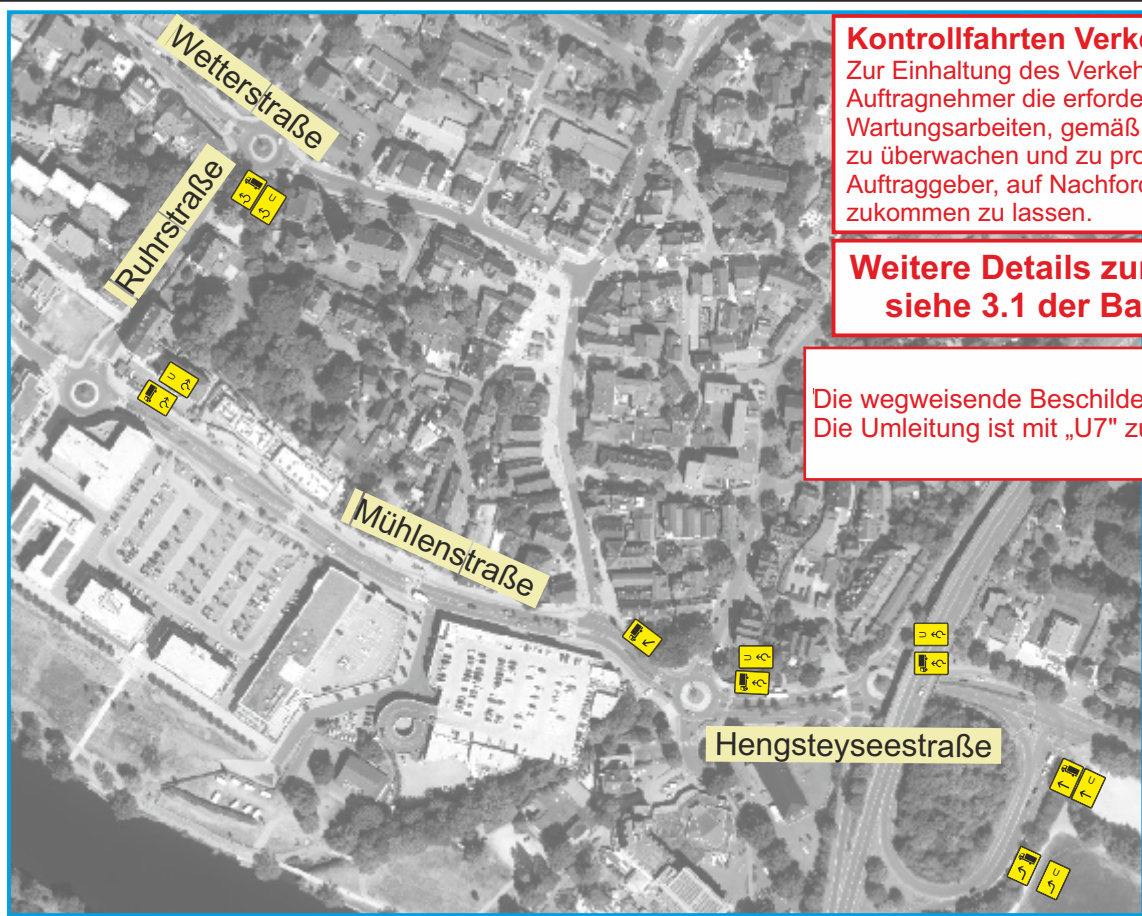 Wetterstraße
Ruhrstraße
Mühlenstraße
Hengsteyseestraße
Kontrollfahrten Verke
Zur Einhaltung des Verkeh
Auftragnehmer die erforde
Wartungsarbeiten, gemäß
zu überwachen und zu pro
Auftraggeber, auf Nachford
zukommen zu lassen.
Weitere Details zur
siehe 3.1 der Ba
Die wegweisende Beschilde
Die Umleitung ist mit „U7" zu
U
U
U
U
U
U